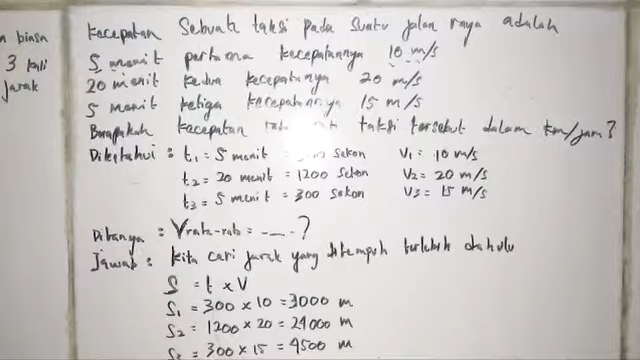 n biasa
3 kali
jarak
Kecepatan Sebuah taksi pada suatu jalan raya adalah
5 menit pertama kecepatannya 10 m/s
20 menit kedua kecepatannya 20 m/s
5 menit ketiga kecepatannya 15 m/s
Berapakah kecepatan rata taksi tersebut dalam km/jam?
Diketahui : t1 = 5 menit = sekon V1 = 10 m/s
t2 = 20 menit = 1200 sekon V2 = 20 m/s
t3 = 5 menit = 300 sekon V3 = 15 m/s
Ditanya : Vrata-rata = ---?
Jawab : kita cari jarak yang ditempuh terlebih dahulu
S = t x V
S1 = 300 x 10 = 3000 m
S2 = 1200 x 20 = 24000 m
S3 = 300 x 15 = 4500 m